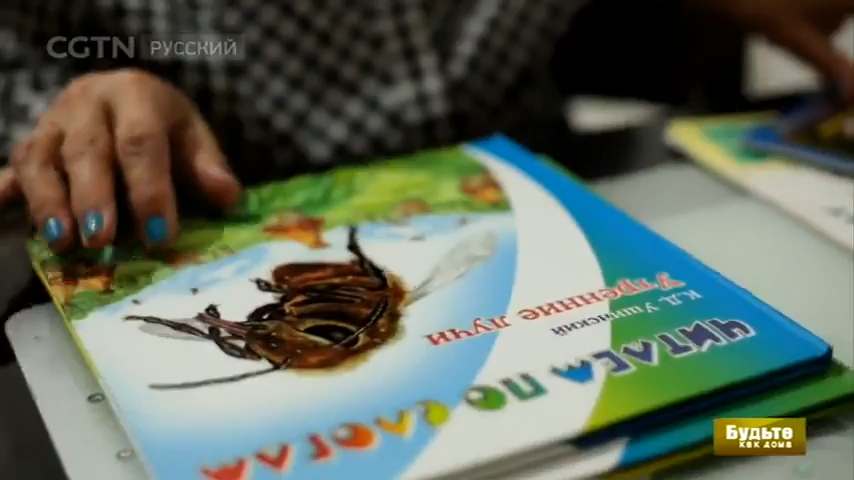 CGTN РУССКИЙ
К.Д. Ушинский
Утренние лучи
ЧИТАЕМ ПО СЛОГАМ
Будьте
как дома